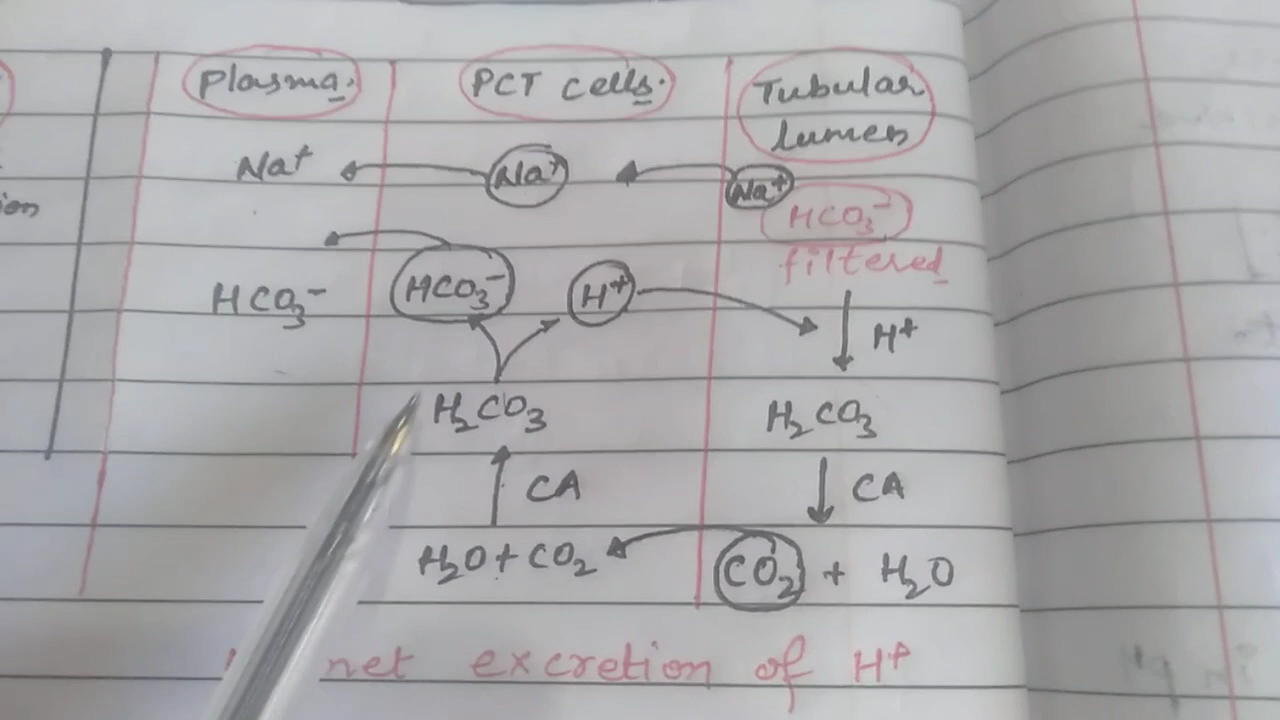 Plasma. PCT cells. Tubular lumen
Na⁺ Na⁺ Na⁺
HCO₃⁻
filtered
HCO₃⁻ HCO₃⁻ H⁺ H⁺
H₂CO₃ H₂CO₃
CA CA
H₂O + CO₂ CO₂ + H₂O
net excretion of H⁺
ion